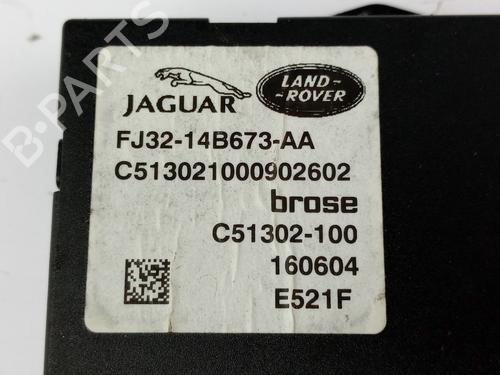 JAGUAR
LAND-
-ROVER
FJ32-14B673-AA
C513021000902602
brose
C51302-100
160604
E521F
B-PARTS